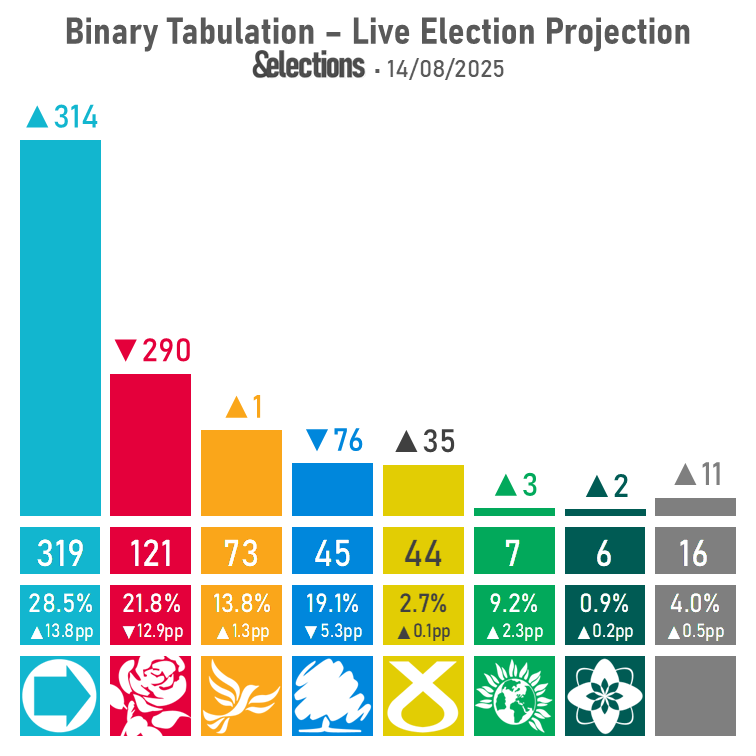 Binary Tabulation – Live Election Projection
&elections · 14/08/2025
▲314
▼290
▲1
▼76
▲35
▲3
▲2
▲11
319 121 73 45 44 7 6 16
28.5% 21.8% 13.8% 19.1% 2.7% 9.2% 0.9% 4.0%
▲13.8pp ▼12.9pp ▲1.3pp ▼5.3pp ▲0.1pp ▲2.3pp ▲0.2pp ▲0.5pp